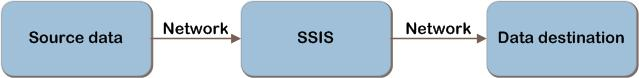 Source data
Network
SSIS
Network
Data destination